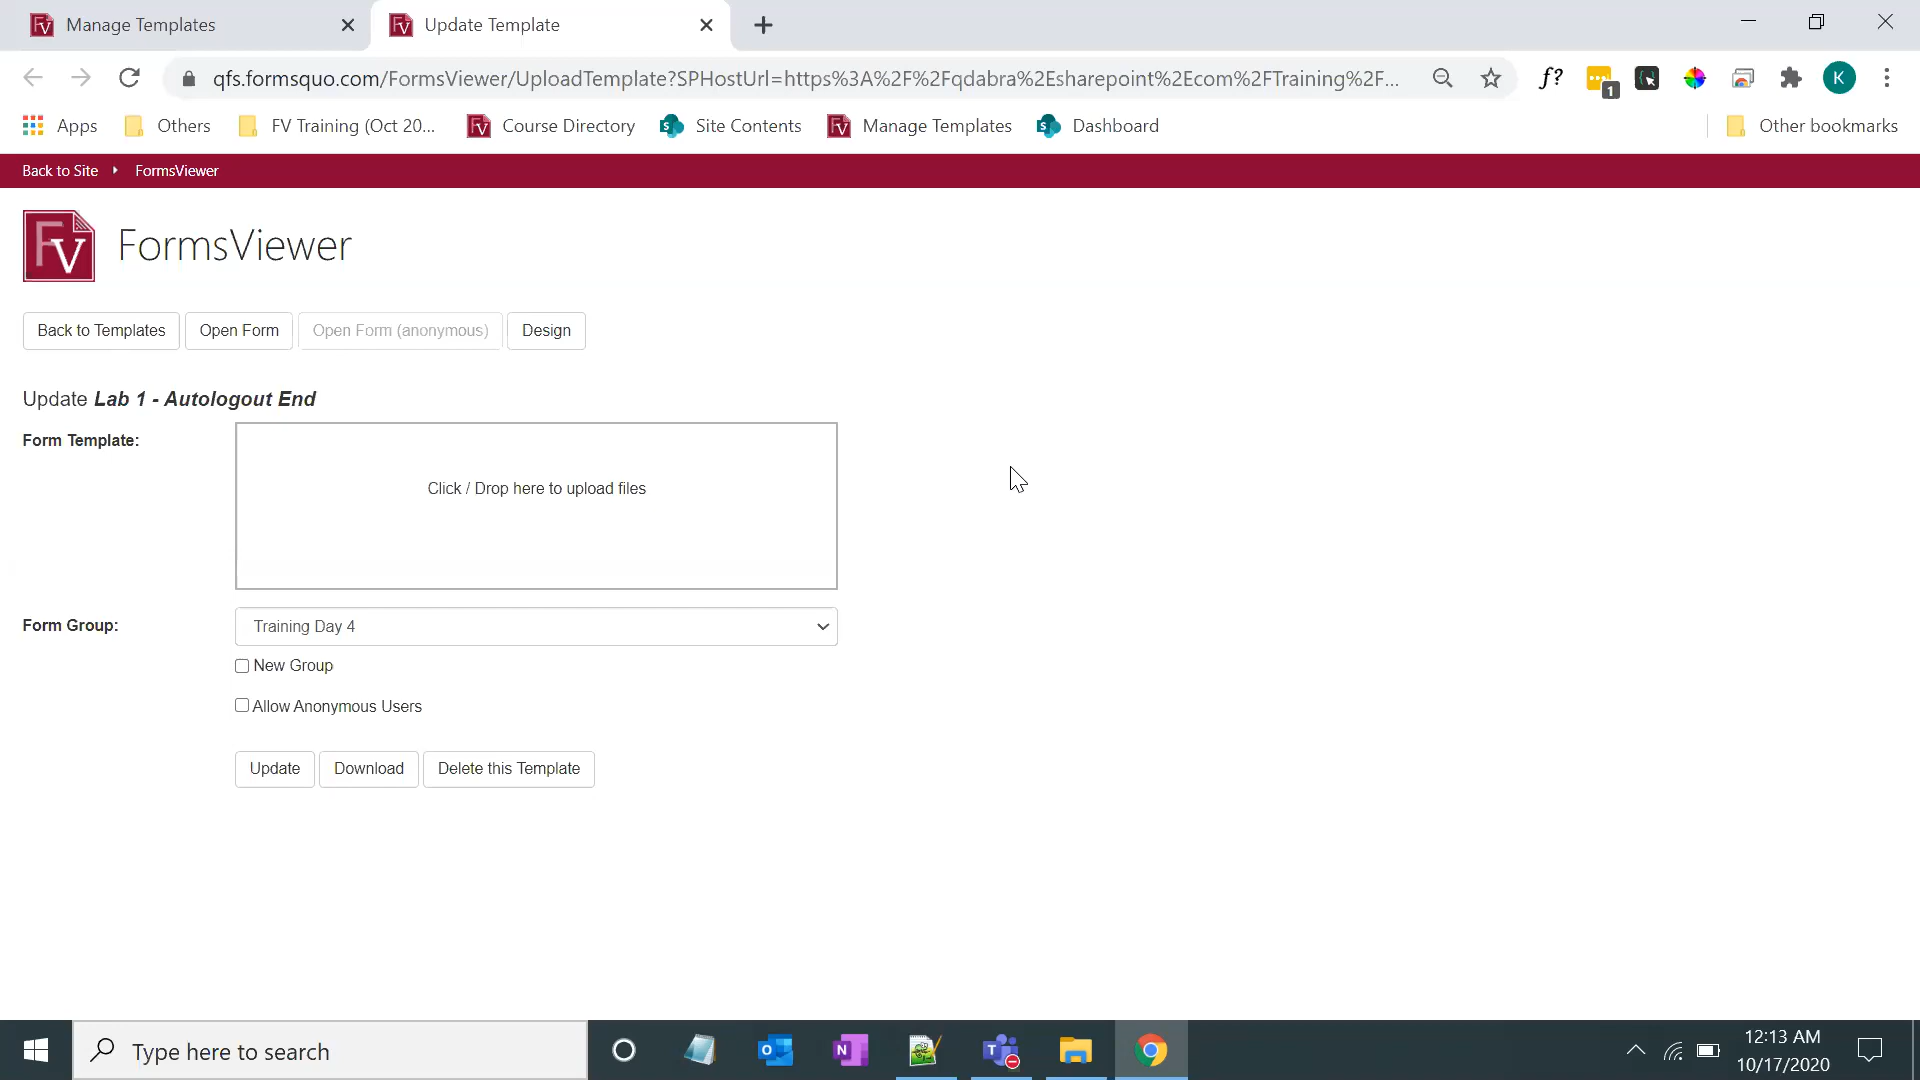 Manage Templates
Update Template
qfs.formsquo.com/FormsViewer/UploadTemplate?SPHostUrl=https%3A%2F%2Fqdabra%2Esharepoint%2Ecom%2FTraining%2F...
f?
1
K
Apps
Others
FV Training (Oct 20...
Course Directory
Site Contents
Manage Templates
Dashboard
Other bookmarks
Back to Site
FormsViewer
FV
FormsViewer
Back to Templates
Open Form
Open Form (anonymous)
Design
Update Lab 1 - Autologout End
Form Template:
Click / Drop here to upload files
Form Group:
Training Day 4
New Group
Allow Anonymous Users
Update
Download
Delete this Template
Type here to search
12:13 AM
10/17/2020